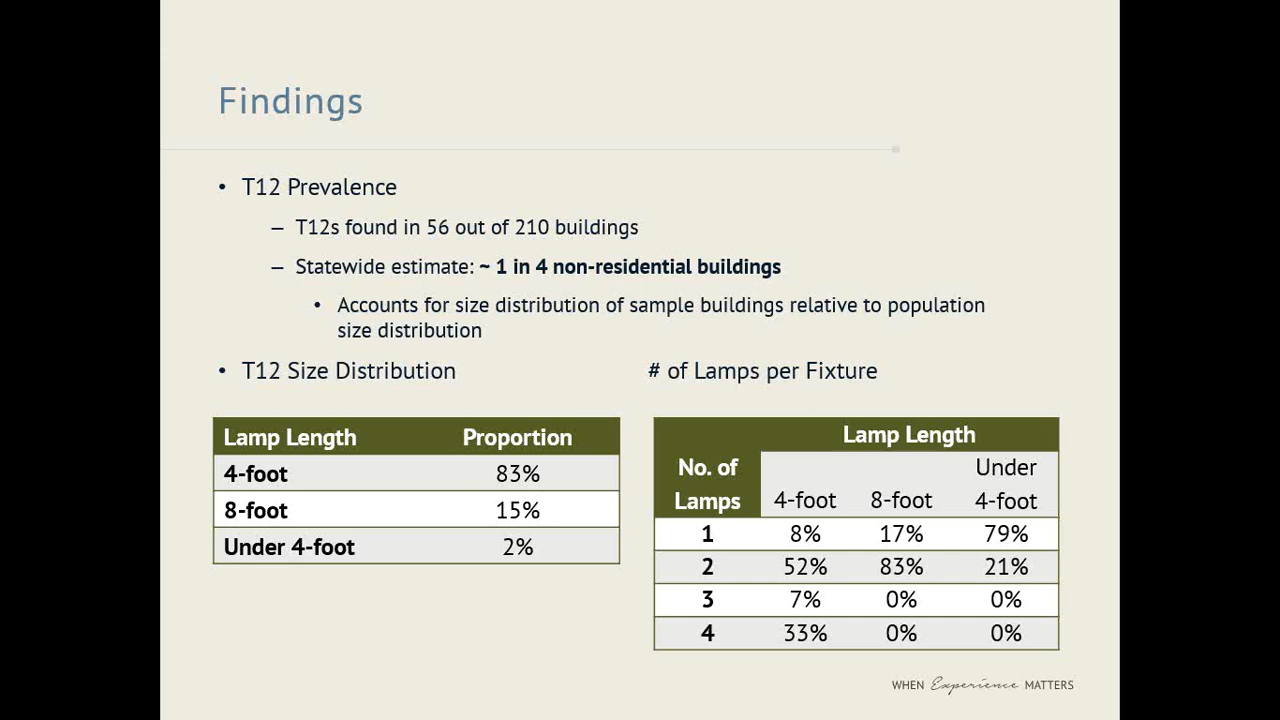 Findings
• T12 Prevalence
– T12s found in 56 out of 210 buildings
– Statewide estimate: ~ 1 in 4 non-residential buildings
• Accounts for size distribution of sample buildings relative to population
size distribution
• T12 Size Distribution
Lamp Length Proportion
4-foot 83%
8-foot 15%
Under 4-foot 2%
# of Lamps per Fixture
Lamp Length
No. of Under
Lamps 4-foot 8-foot 4-foot
1 8% 17% 79%
2 52% 83% 21%
3 7% 0% 0%
4 33% 0% 0%
WHEN Experience MATTERS